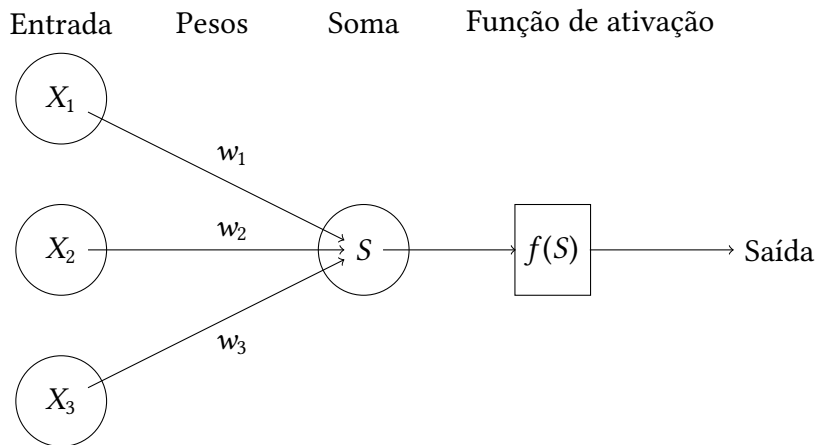 Entrada Pesos Soma Função de ativação
X₁
w₁
X₂ w₂ S f(S) Saída
w₃
X₃